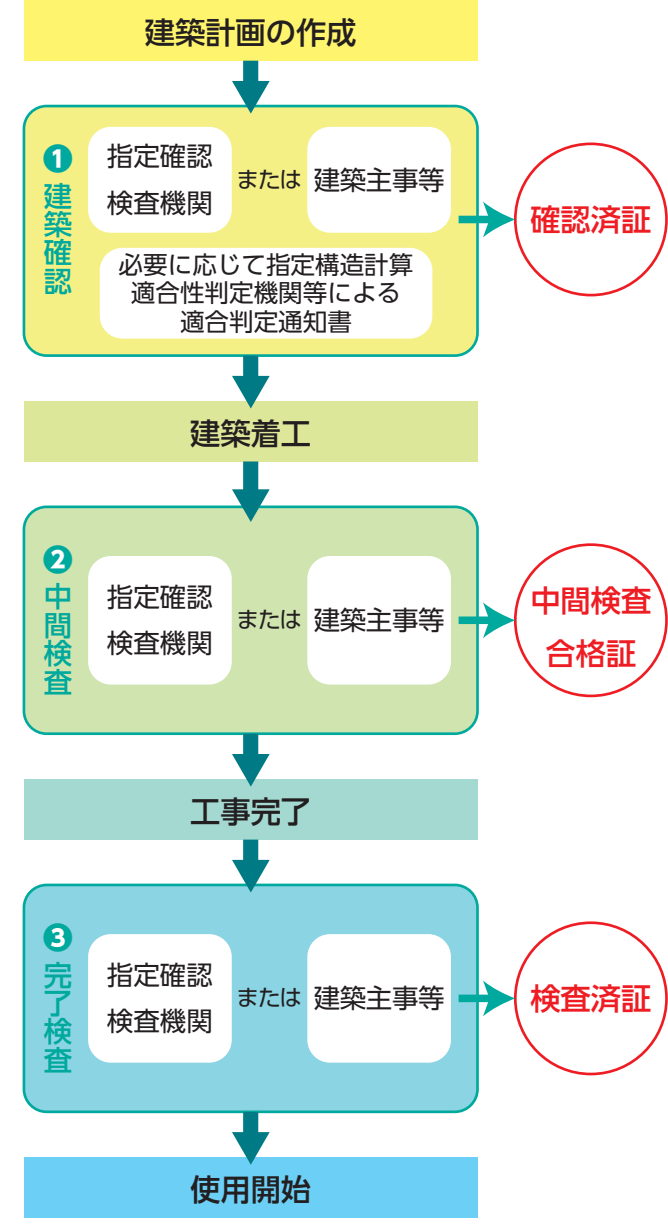 建築計画の作成
❶建築確認
指定確認
検査機関
または
建築主事等
必要に応じて指定構造計算
適合性判定機関等による
適合判定通知書
確認済証
建築着工
❷中間検査
指定確認
検査機関
または
建築主事等
中間検査
合格証
工事完了
❸完了検査
指定確認
検査機関
または
建築主事等
検査済証
使用開始